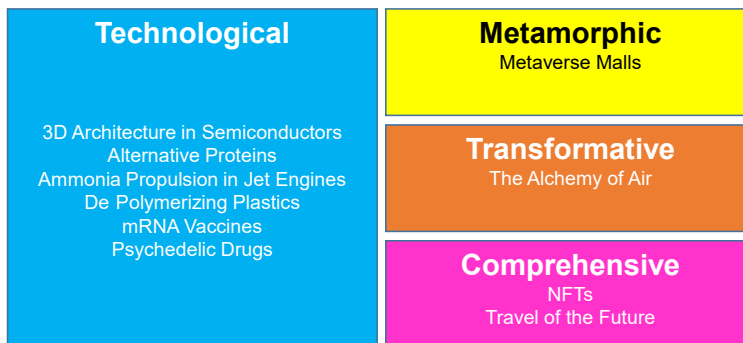 Technological
3D Architecture in Semiconductors
Alternative Proteins
Ammonia Propulsion in Jet Engines
De Polymerizing Plastics
mRNA Vaccines
Psychedelic Drugs
Metamorphic
Metaverse Malls
Transformative
The Alchemy of Air
Comprehensive
NFTs
Travel of the Future